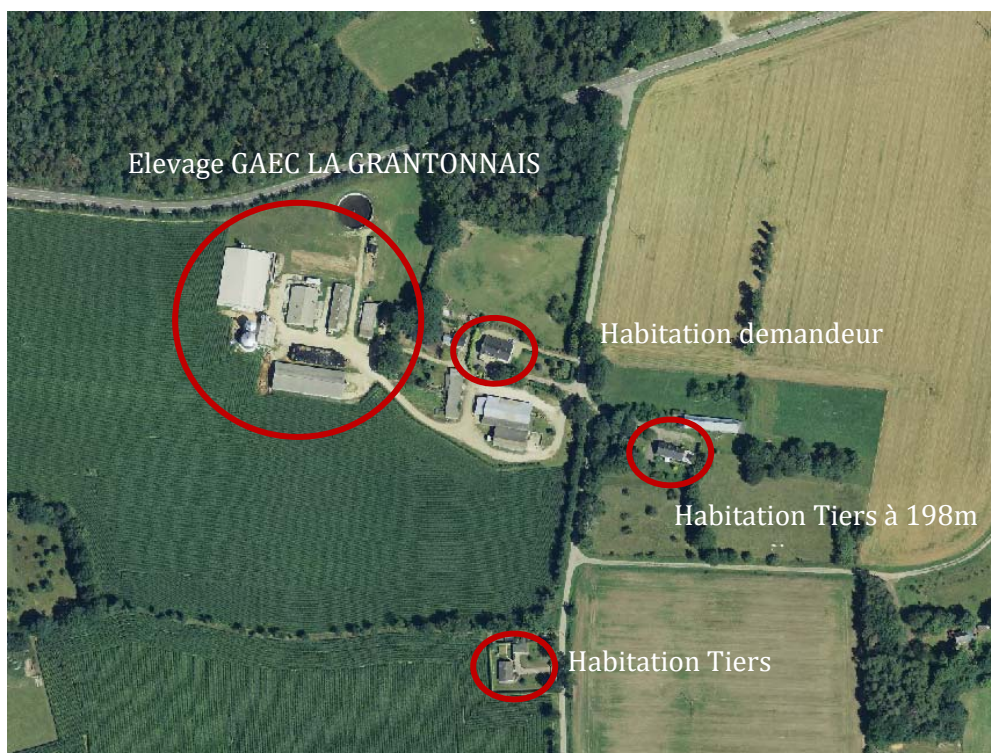 Elevage GAEC LA GRANTONNAIS
Habitation demandeur
Habitation Tiers à 198m
Habitation Tiers